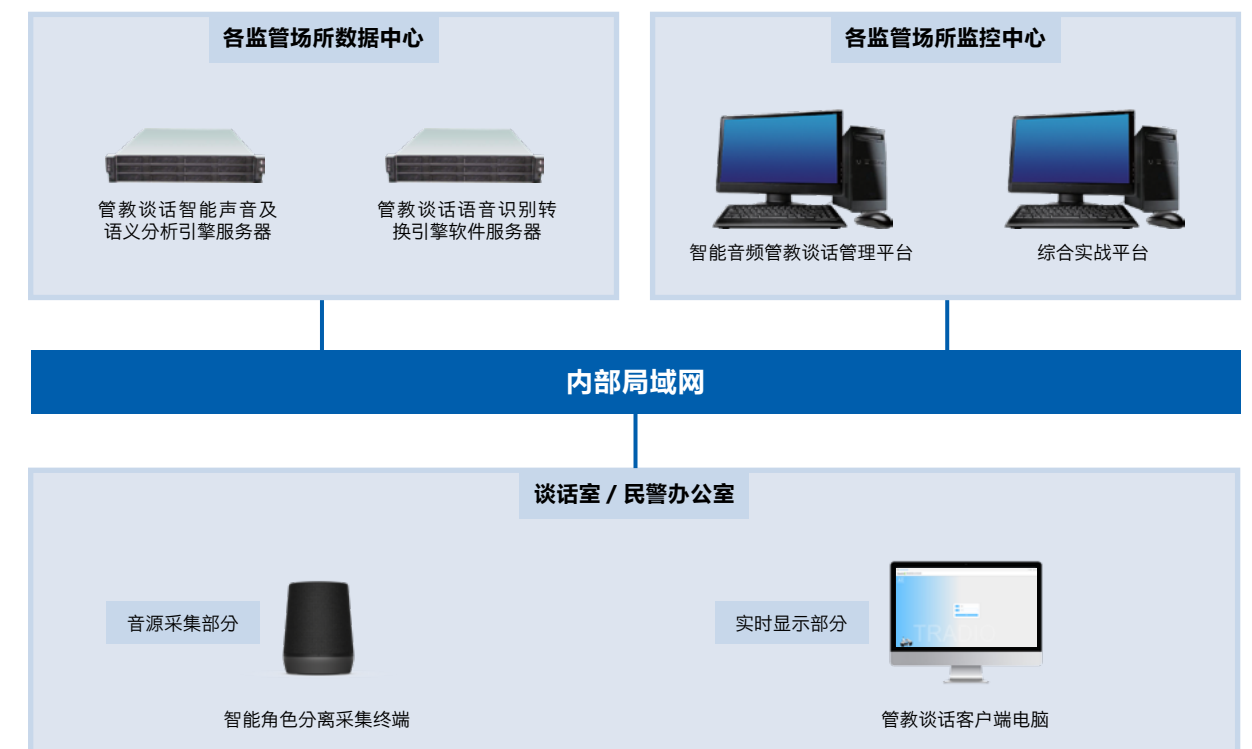 各监管场所数据中心
各监管场所监控中心
管教谈话智能声音及
语义分析引擎服务器
管教谈话语音识别转
换引擎软件服务器
智能音频管教谈话管理平台
综合实战平台
内部局域网
谈话室 / 民警办公室
音源采集部分
实时显示部分
智能角色分离采集终端
管教谈话客户端电脑